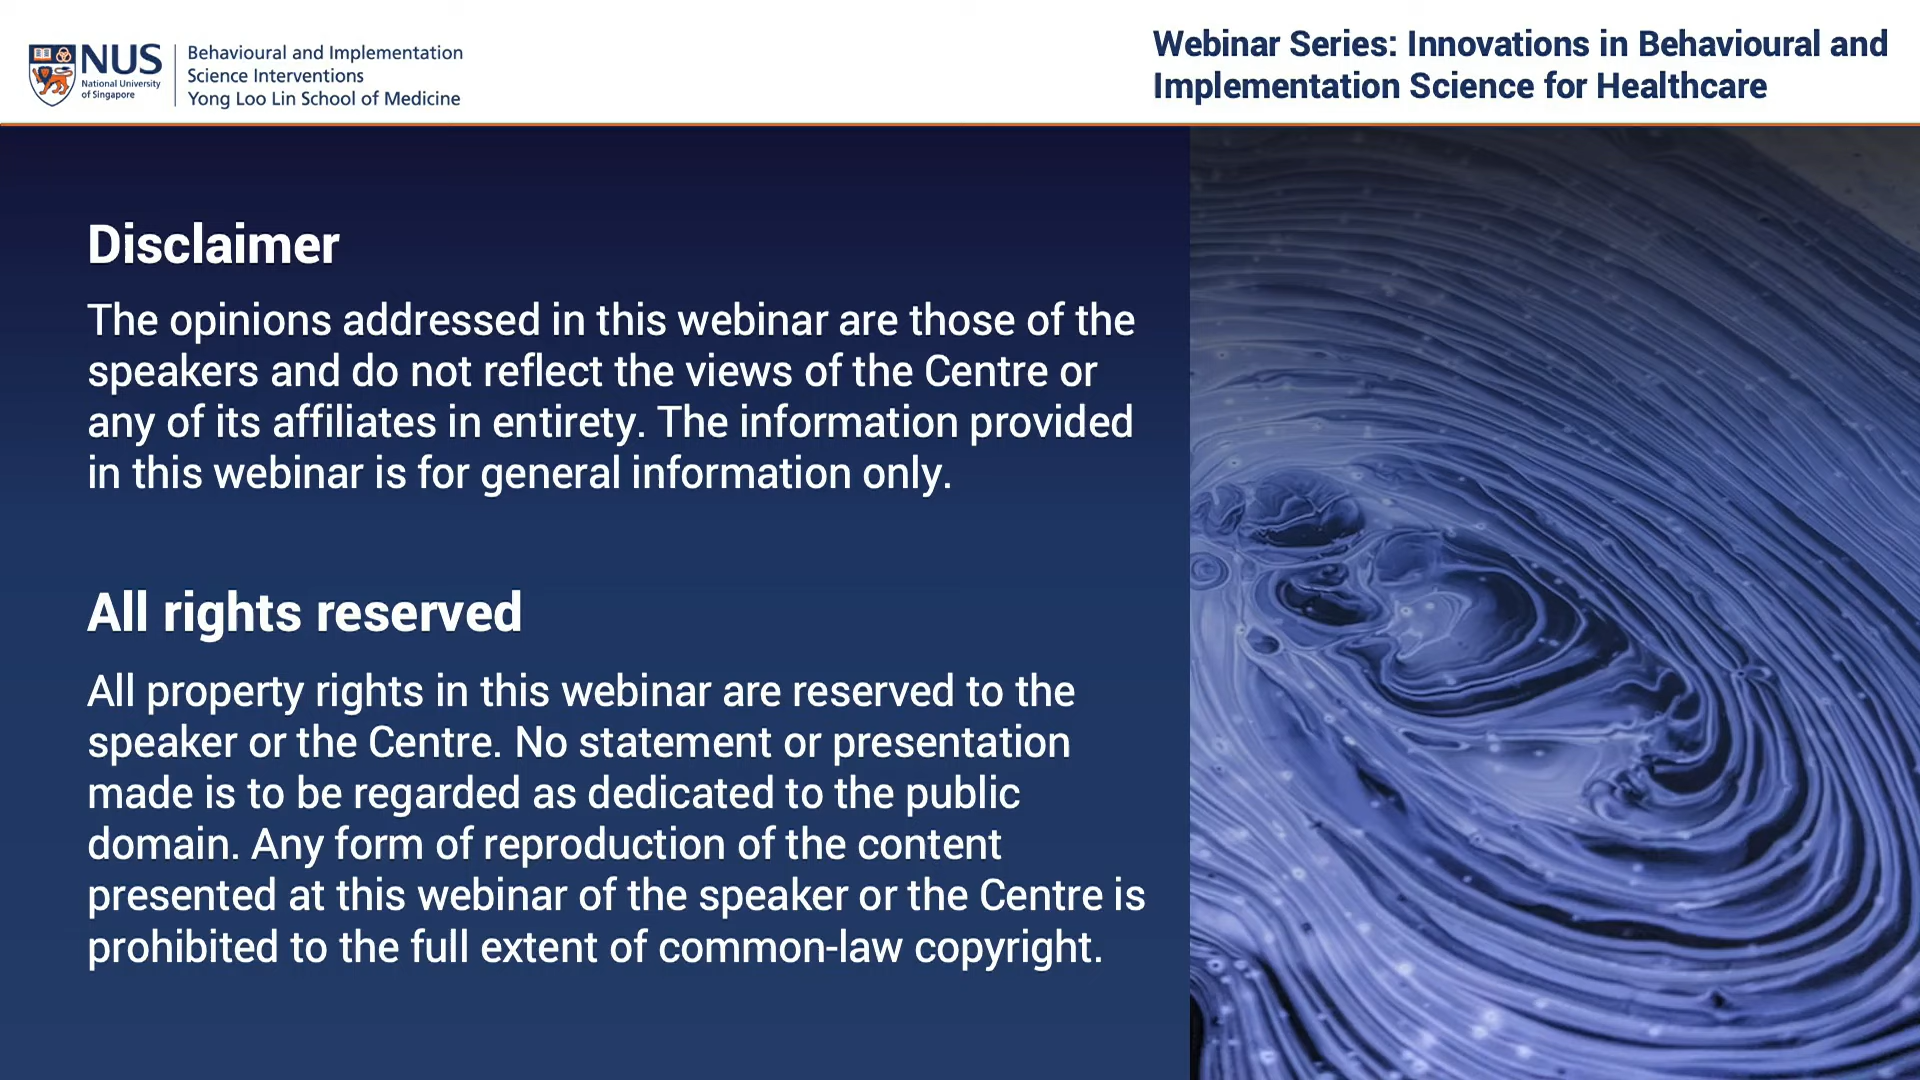 NUS
National University
of Singapore
Behavioural and Implementation
Science Interventions
Yong Loo Lin School of Medicine
Webinar Series: Innovations in Behavioural and
Implementation Science for Healthcare
Disclaimer
The opinions addressed in this webinar are those of the
speakers and do not reflect the views of the Centre or
any of its affiliates in entirety. The information provided
in this webinar is for general information only.
All rights reserved
All property rights in this webinar are reserved to the
speaker or the Centre. No statement or presentation
made is to be regarded as dedicated to the public
domain. Any form of reproduction of the content
presented at this webinar of the speaker or the Centre is
prohibited to the full extent of common-law copyright.